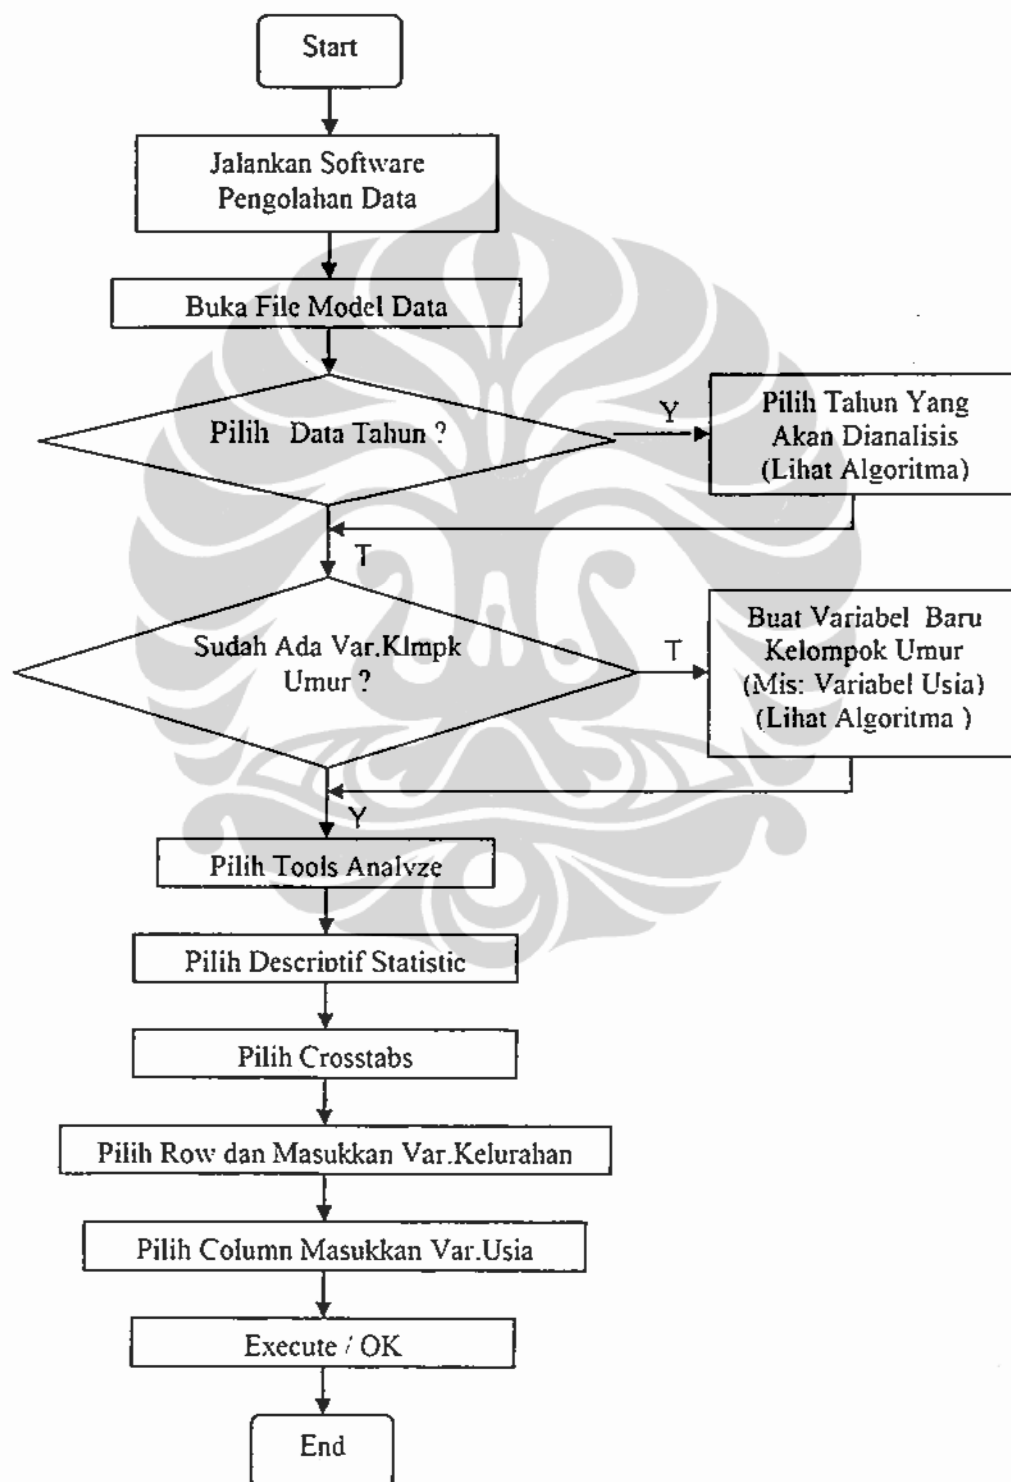 Start
Jalankan Software
Pengolahan Data
Buka File Model Data
Pilih Data Tahun ?
Y
Pilih Tahun Yang
Akan Dianalisis
(Lihat Algoritma)
T
Sudah Ada Var.Klmpk
Umur ?
T
Buat Variabel Baru
Kelompok Umur
(Mis: Variabel Usia)
(Lihat Algoritma )
Y
Pilih Tools Analyze
Pilih Descriptif Statistic
Pilih Crosstabs
Pilih Row dan Masukkan Var.Kelurahan
Pilih Column Masukkan Var.Usia
Execute / OK
End